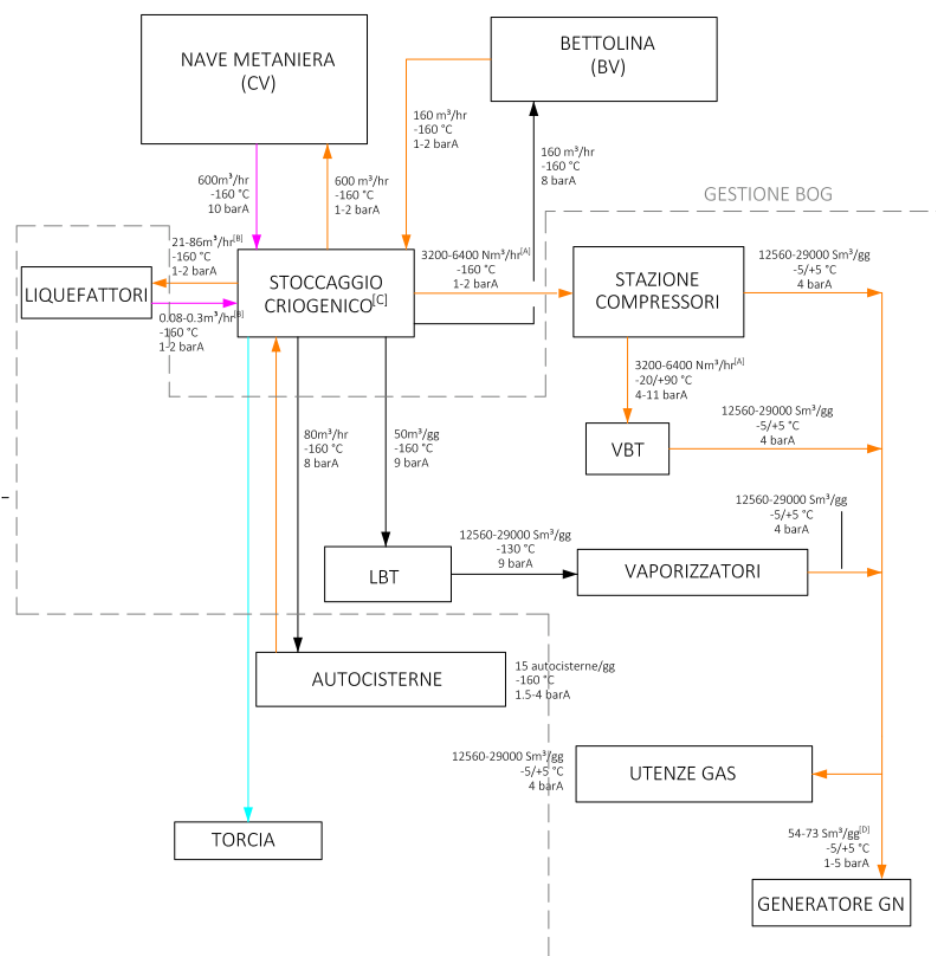 NAVE METANIERA
(CV)
BETTOLINA
(BV)
160 m³/hr
-160 °C
1-2 barA
160 m³/hr
-160 °C
8 barA
600m³/hr
-160 °C
10 barA
600 m³/hr
-160 °C
1-2 barA
GESTIONE BOG
21-86m³/hr[B]
-160 °C
1-2 barA
LIQUEFATTORI
0.08-0.3m³/hr[B]
-160 °C
1-2 barA
STOCCAGGIO
CRIOGENICO[C]
3200-6400 Nm³/hr[A]
-160 °C
1-2 barA
STAZIONE
COMPRESSORI
12560-29000 Sm³/gg
-5/+5 °C
4 barA
3200-6400 Nm³/hr[A]
-20/+90 °C
4-11 barA
VBT
12560-29000 Sm³/gg
-5/+5 °C
4 barA
80m³/hr
-160 °C
8 barA
50m³/gg
-160 °C
9 barA
LBT
12560-29000 Sm³/gg
-130 °C
9 barA
VAPORIZZATORI
12560-29000 Sm³/gg
-5/+5 °C
4 barA
AUTOCISTERNE
15 autocisterne/gg
-160 °C
1.5-4 barA
12560-29000 Sm³/gg
-5/+5 °C
4 barA
UTENZE GAS
TORCIA
54-73 Sm³/gg[D]
-5/+5 °C
1-5 barA
GENERATORE GN